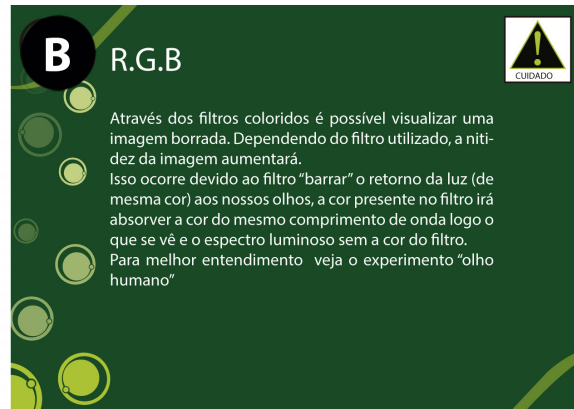 B
R.G.B
CUIDADO
Através dos filtros coloridos é possível visualizar uma
imagem borrada. Dependendo do filtro utilizado, a niti-
dez da imagem aumentará.
Isso ocorre devido ao filtro “barrar” o retorno da luz (de
mesma cor) aos nossos olhos, a cor presente no filtro irá
absorver a cor do mesmo comprimento de onda logo o
que se vê e o espectro luminoso sem a cor do filtro.
Para melhor entendimento  veja o experimento “olho
humano”